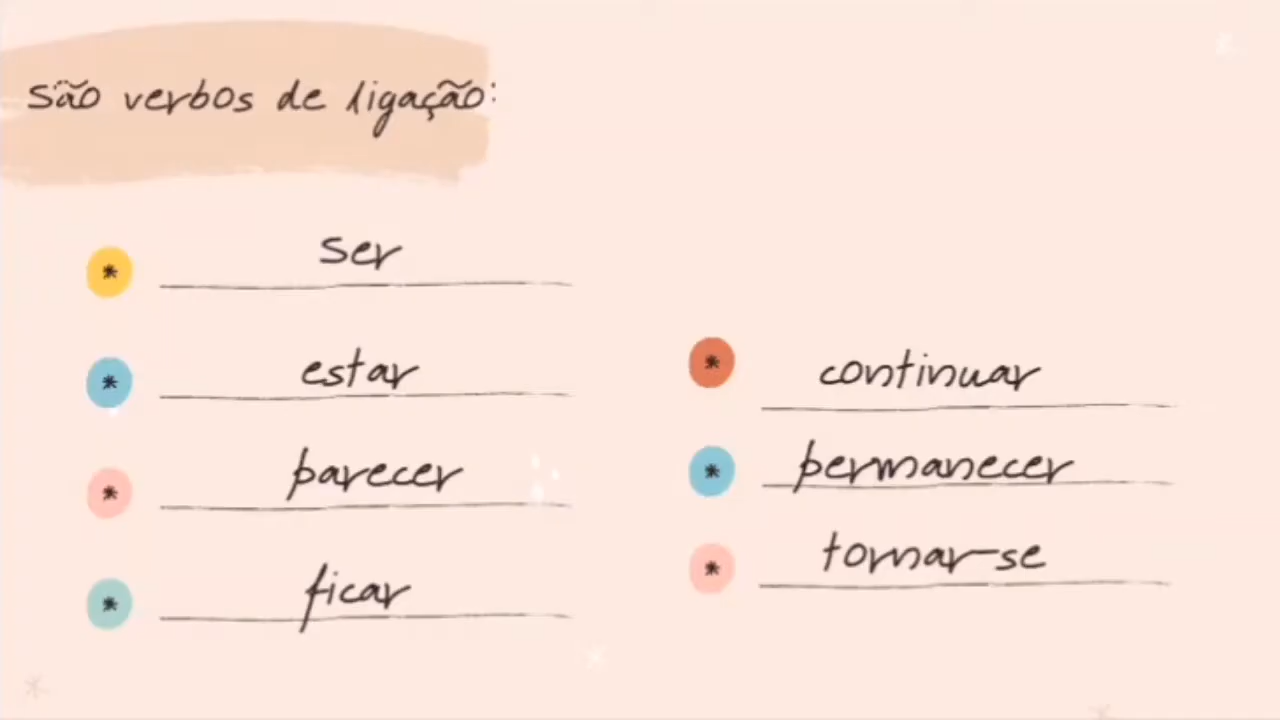 São verbos de ligação:
* ser
* estar
* parecer
* ficar
* continuar
* permanecer
* tornar-se